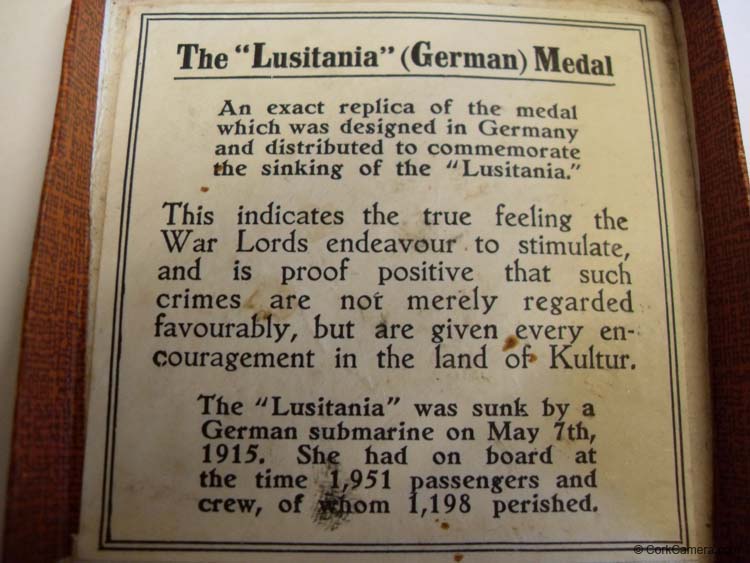 The "Lusitania" (German) Medal
An exact replica of the medal
which was designed in Germany
and distributed to commemorate
the sinking of the "Lusitania."
This indicates the true feeling the
War Lords endeavour to stimulate,
and is proof positive that such
crimes are not merely regarded
favourably, but are given every en-
couragement in the land of Kultur.
The "Lusitania" was sunk by a
German submarine on May 7th,
1915. She had on board at
the time 1,951 passengers and
crew, of whom 1,198 perished.
© CorkCamera.com